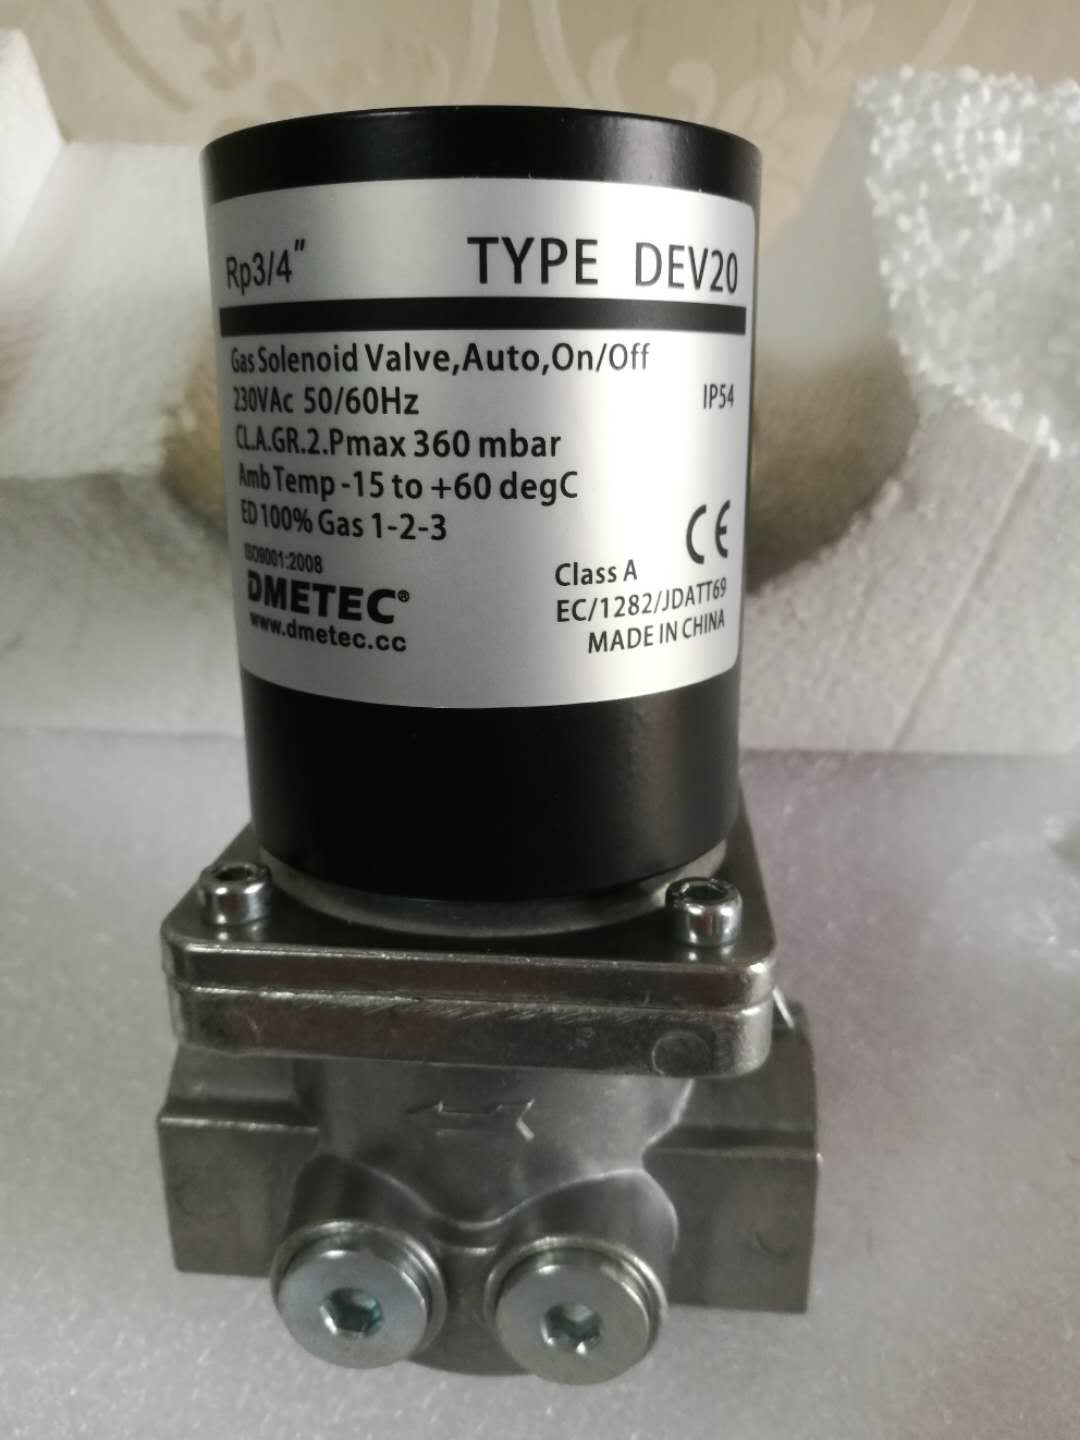 Rp3/4" TYPE DEV20
Gas Solenoid Valve,Auto,On/Off
230VAc 50/60Hz IP54
CL.A.GR.2.Pmax 360 mbar
Amb Temp -15 to +60 degC
ED 100% Gas 1-2-3
CE
ISO9001:2008
DMETEC®
www.dmetec.cc
Class A
EC/1282/JDATT69
MADE IN CHINA